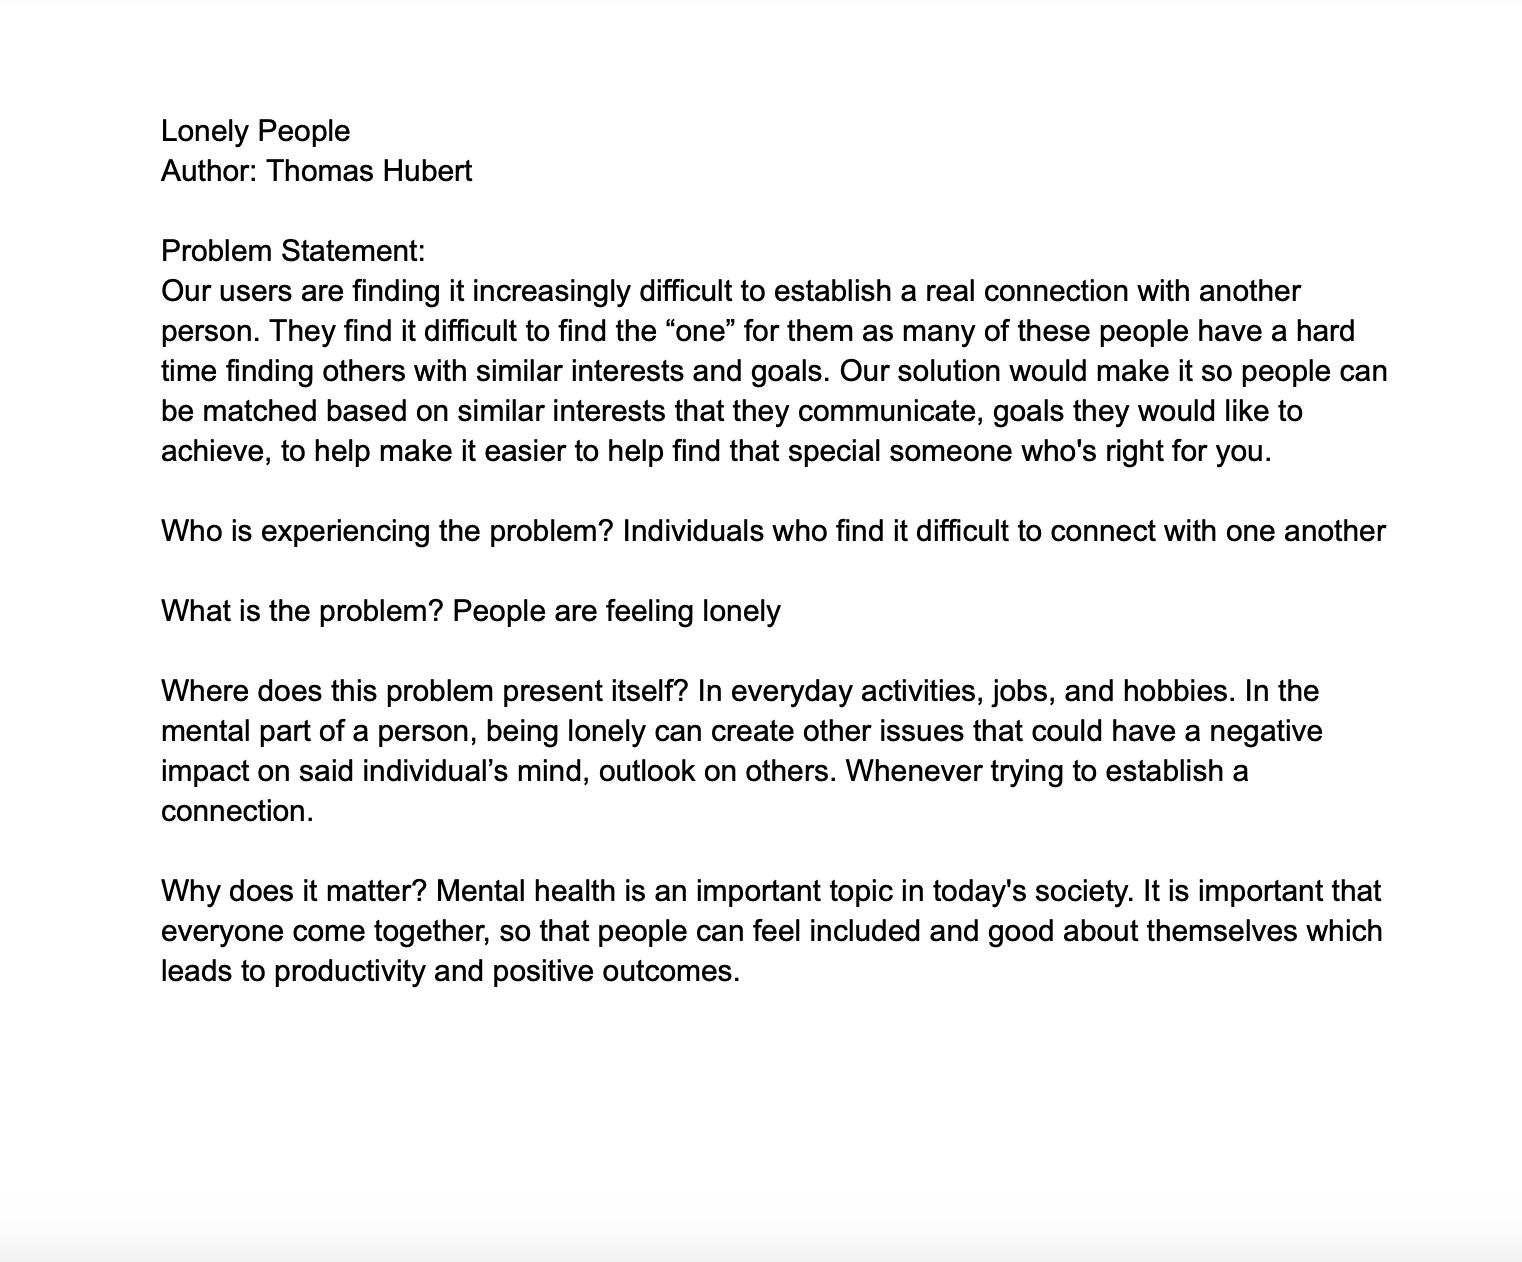 Lonely People
Author: Thomas Hubert
Problem Statement:
Our users are finding it increasingly difficult to establish a real connection with another
person. They find it difficult to find the “one” for them as many of these people have a hard
time finding others with similar interests and goals. Our solution would make it so people can
be matched based on similar interests that they communicate, goals they would like to
achieve, to help make it easier to help find that special someone who's right for you.
Who is experiencing the problem? Individuals who find it difficult to connect with one another
What is the problem? People are feeling lonely
Where does this problem present itself? In everyday activities, jobs, and hobbies. In the
mental part of a person, being lonely can create other issues that could have a negative
impact on said individual’s mind, outlook on others. Whenever trying to establish a
connection.
Why does it matter? Mental health is an important topic in today's society. It is important that
everyone come together, so that people can feel included and good about themselves which
leads to productivity and positive outcomes.